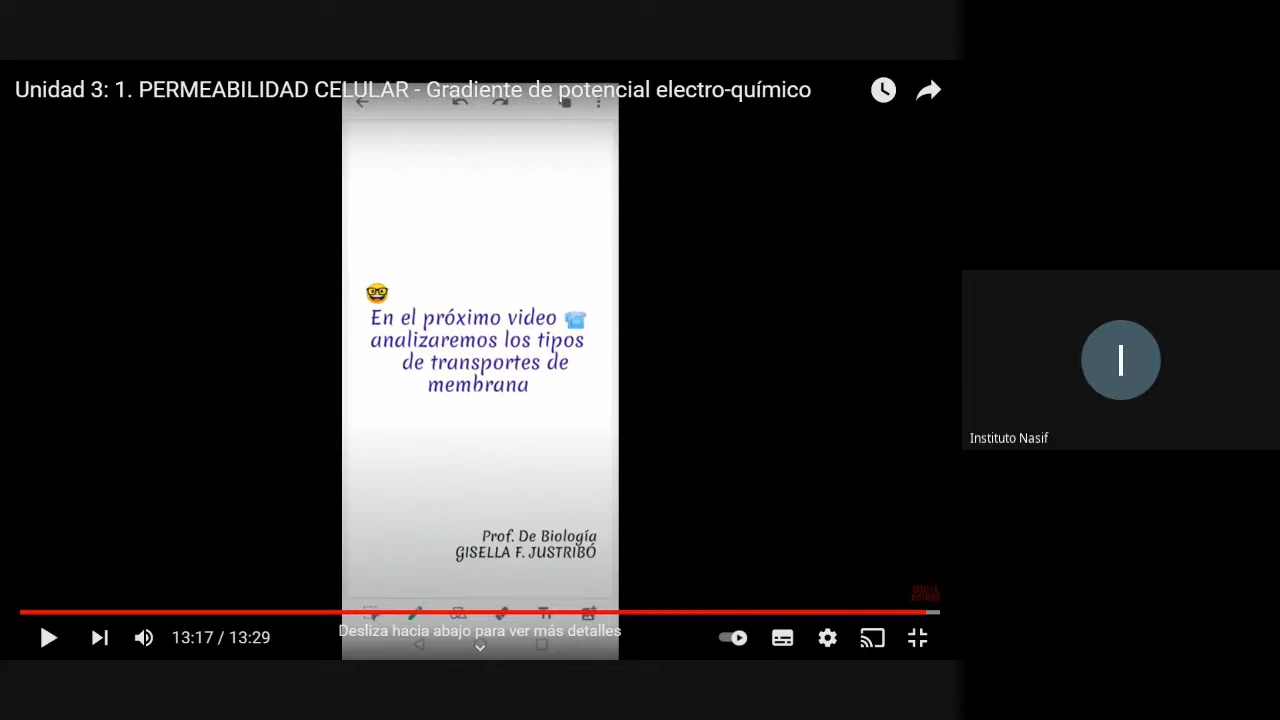 Unidad 3: 1. PERMEABILIDAD CELULAR - Gradiente de potencial electro-químico
En el próximo video
analizaremos los tipos
de transportes de
membrana
Prof. De Biología
GISELLA F. JUSTRIBÓ
Desliza hacia abajo para ver más detalles
13:17 / 13:29
I
Instituto Nasif